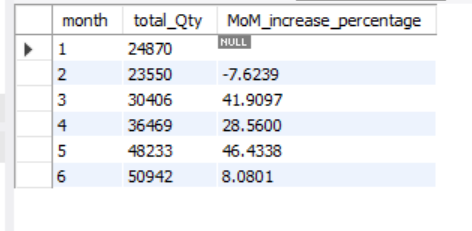 month total_Qty MoM_increase_percentage
1 24870 NULL
2 23550 -7.6239
3 30406 41.9097
4 36469 28.5600
5 48233 46.4338
6 50942 8.0801